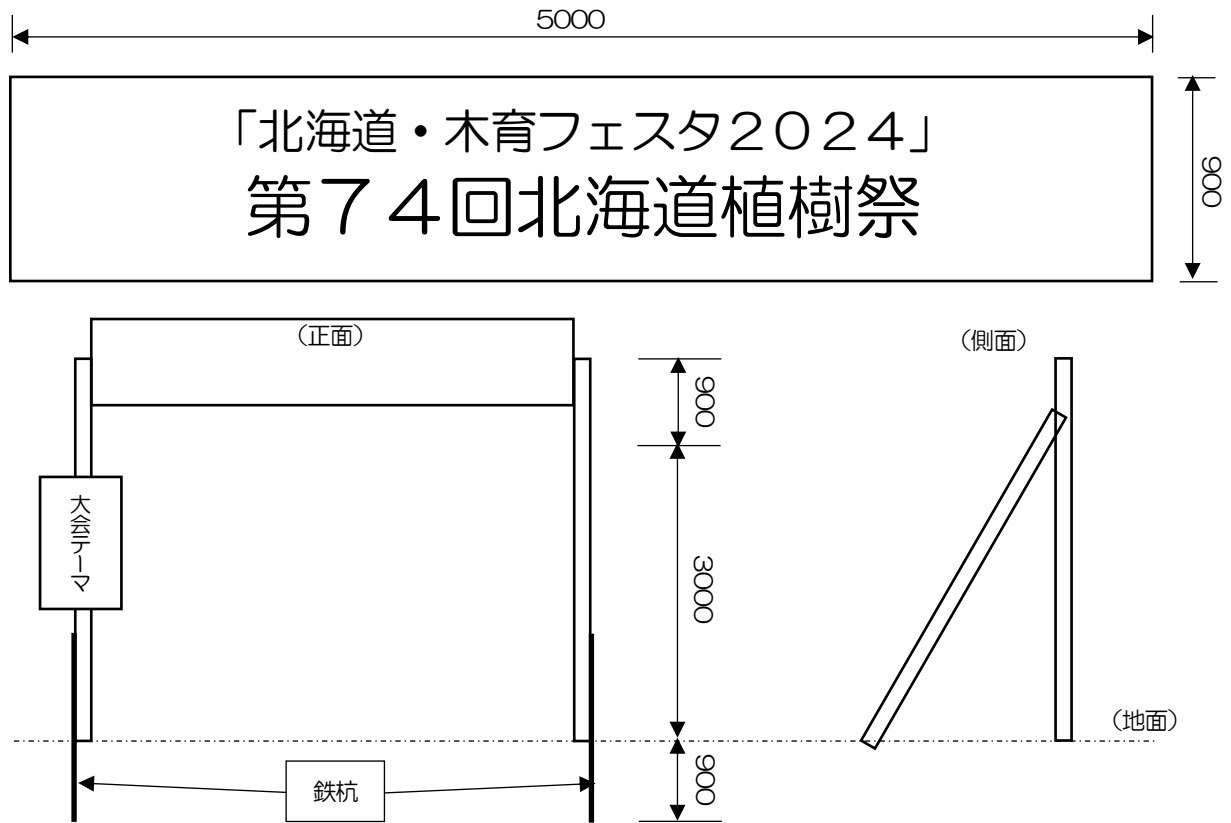 5000
「北海道・木育フェスタ２０２４」
第７４回北海道植樹祭
900
（正面）
（側面）
900
大会テーマ
3000
（地面）
鉄杭
900